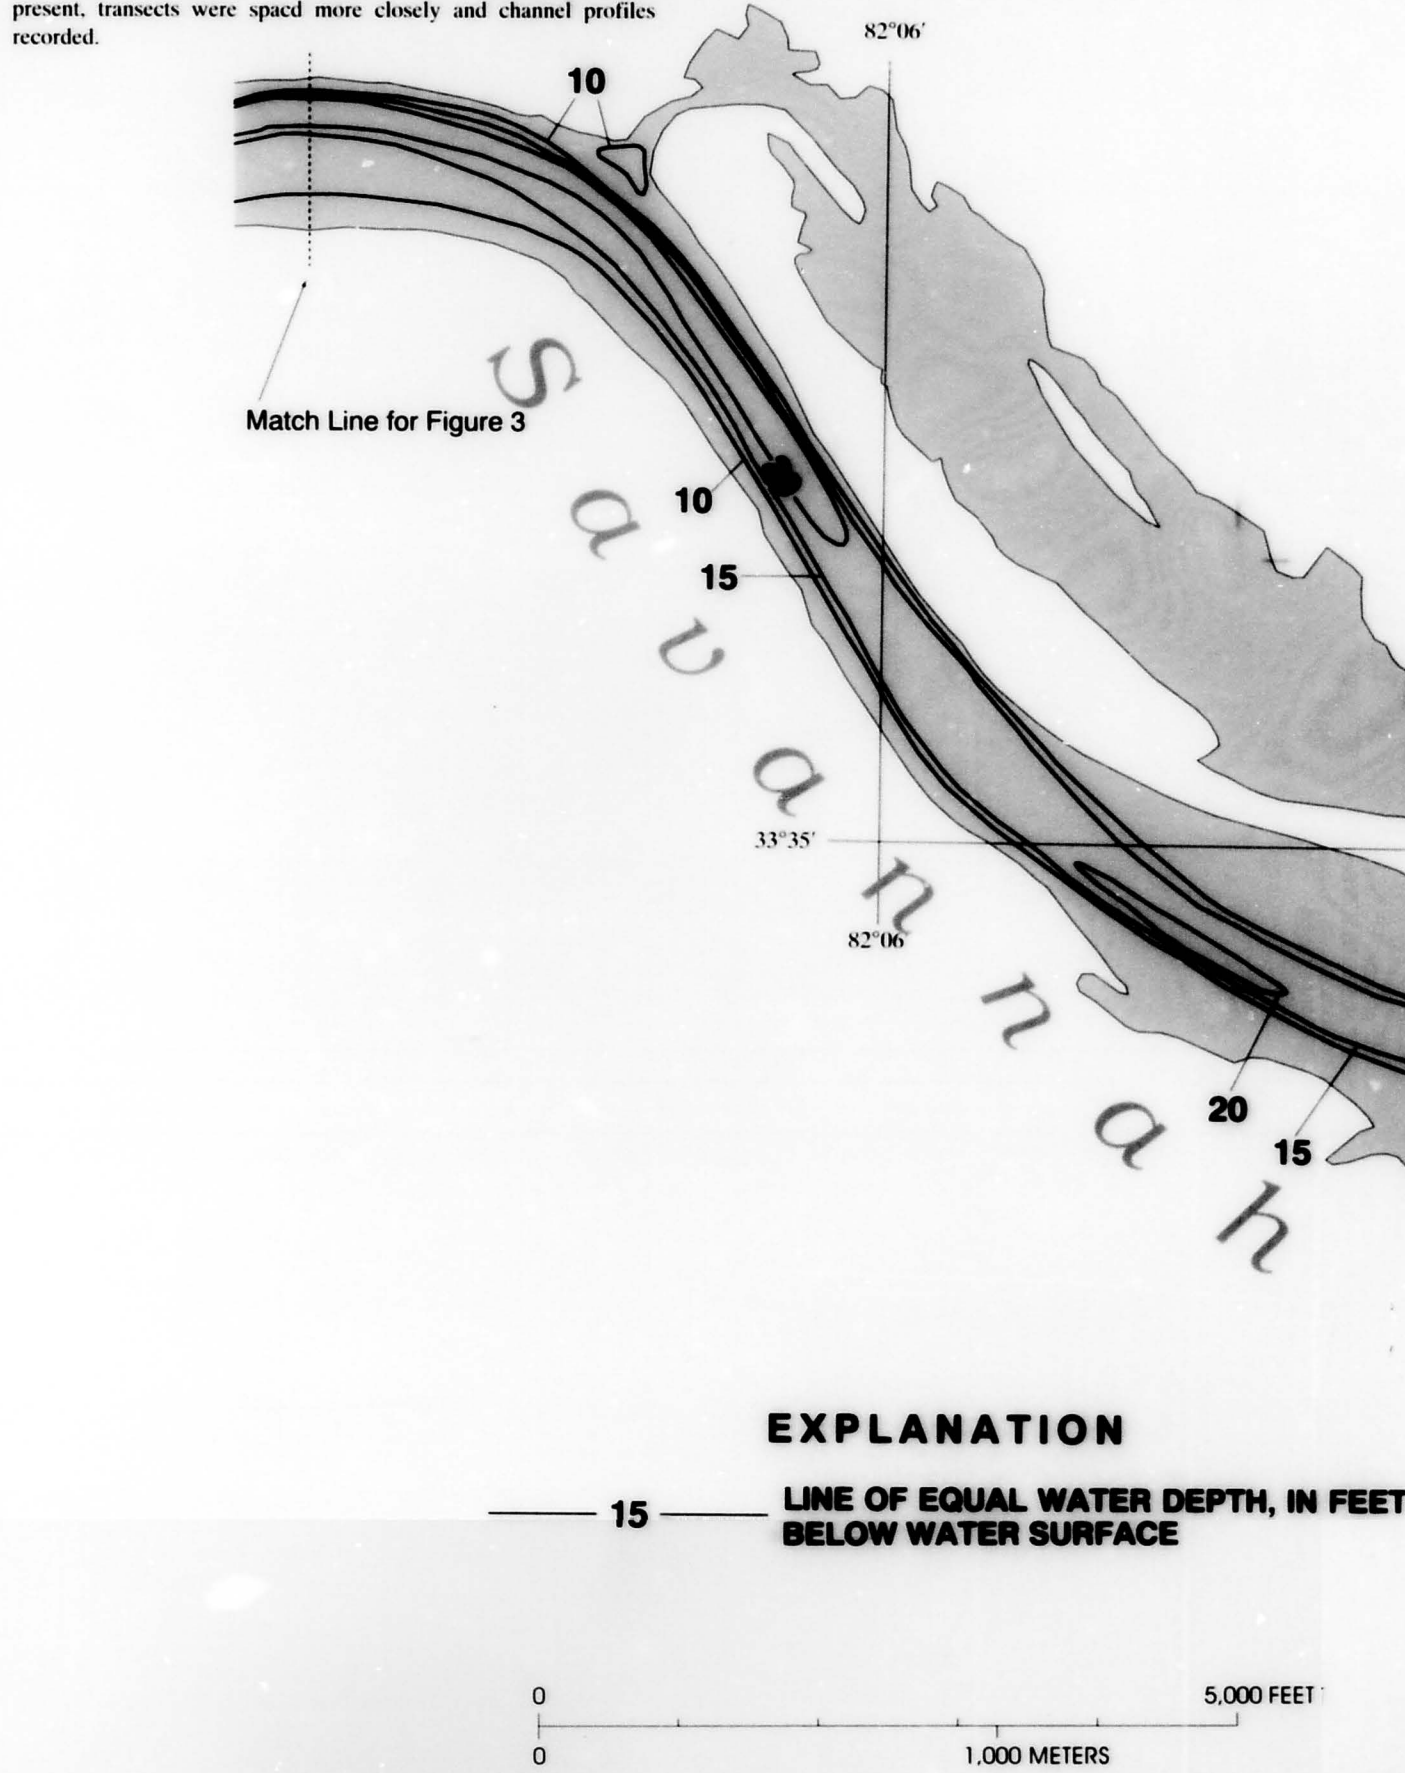 present, transects were spacd more closely and channel profiles
recorded.
82°06′
10
Match Line for Figure 3
10
15
Savannah
33°35′
82°06
20
15
EXPLANATION
15 LINE OF EQUAL WATER DEPTH, IN FEET
BELOW WATER SURFACE
0 5,000 FEET
0 1,000 METERS